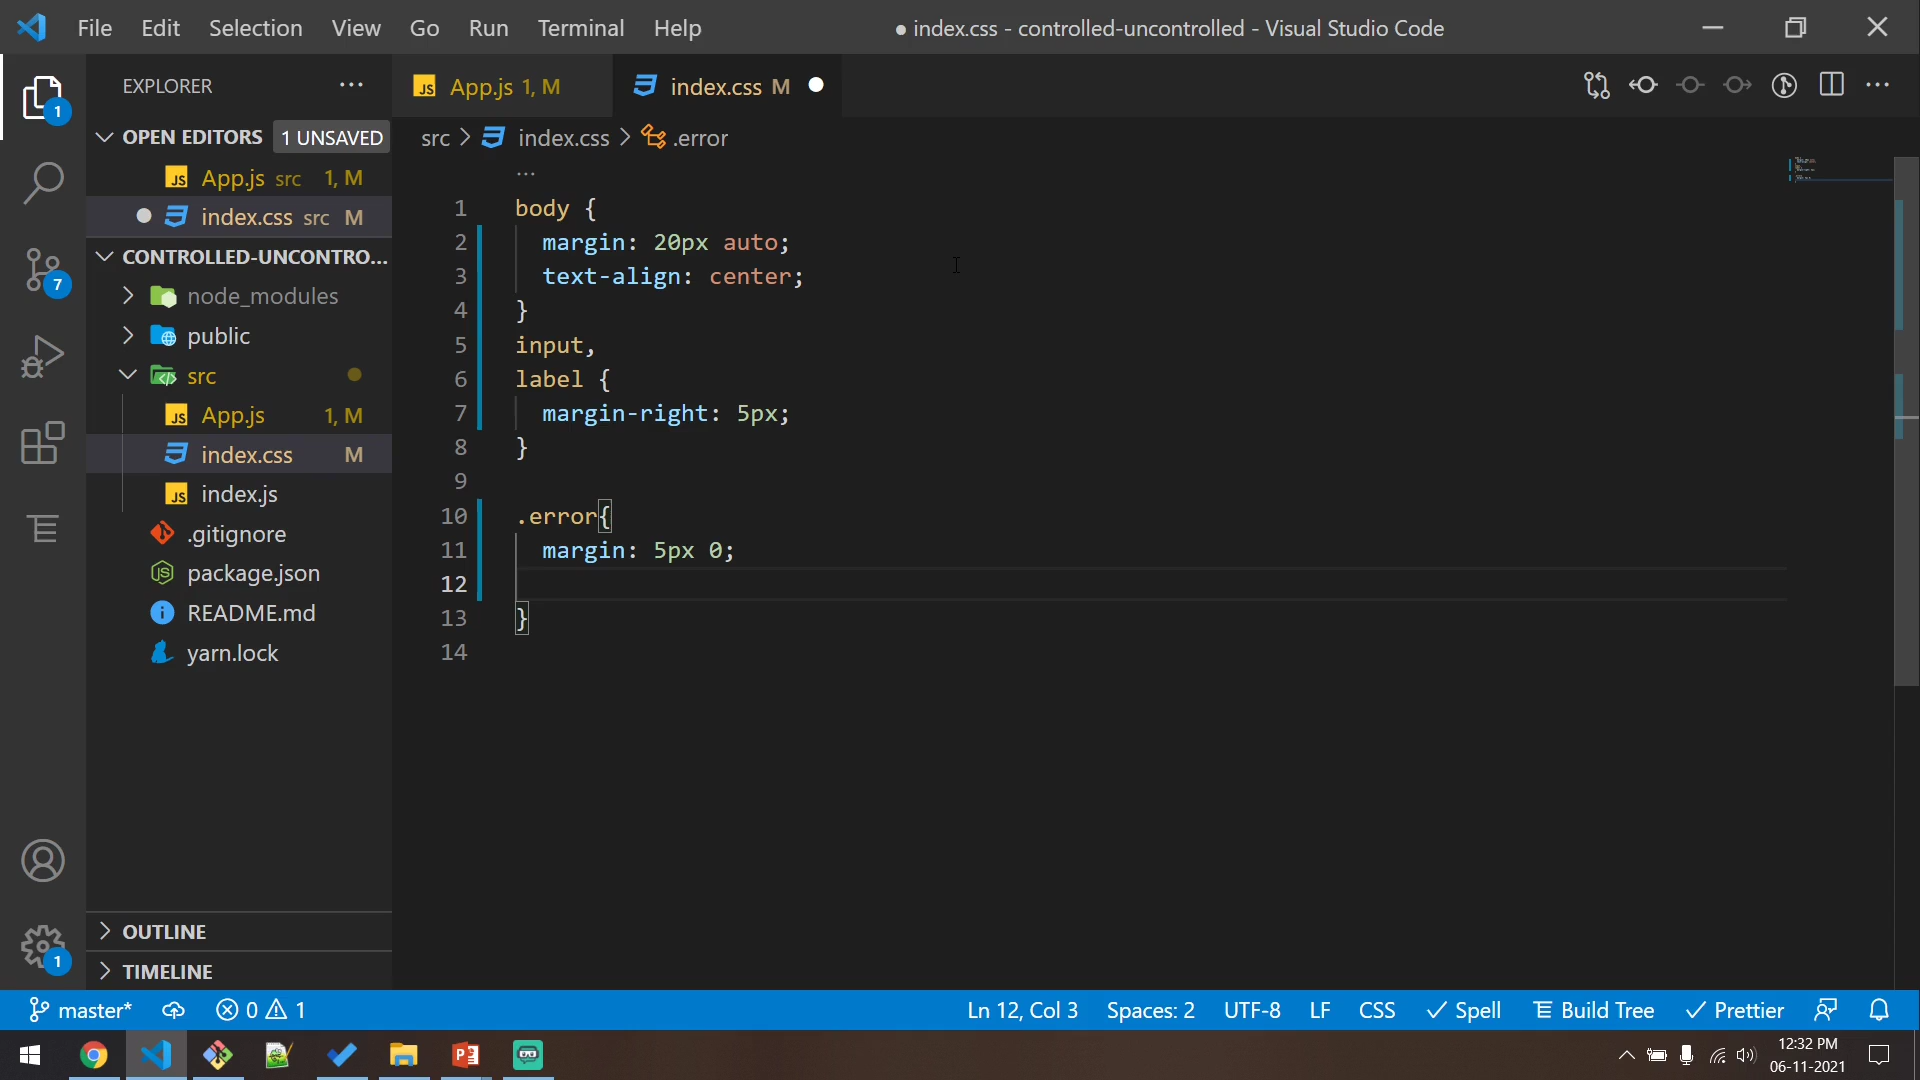 File Edit Selection View Go Run Terminal Help
● index.css - controlled-uncontrolled - Visual Studio Code
EXPLORER ···
App.js 1, M
index.css M ●
OPEN EDITORS 1 UNSAVED
App.js src 1, M
● index.css src M
CONTROLLED-UNCONTRO...
node_modules
public
src
App.js 1, M
index.css M
index.js
.gitignore
package.json
README.md
yarn.lock
OUTLINE
TIMELINE
src > index.css > .error
...
1 body {
2 margin: 20px auto;
3 text-align: center;
4 }
5 input,
6 label {
7 margin-right: 5px;
8 }
9
10 .error{
11 margin: 5px 0;
12
13 }
14
1
7
1
master* 0 1 Ln 12, Col 3 Spaces: 2 UTF-8 LF CSS Spell Build Tree Prettier
12:32 PM
06-11-2021